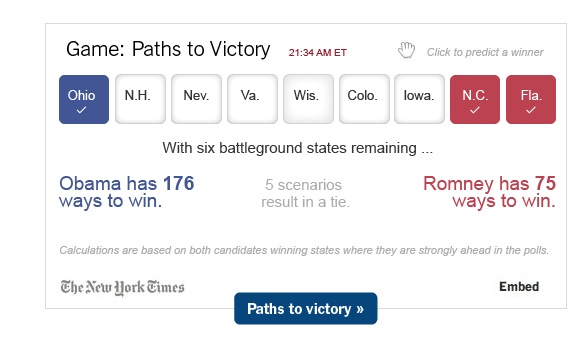 Game: Paths to Victory 21:34 AM ET Click to predict a winner
Ohio N.H. Nev. Va. Wis. Colo. Iowa. N.C. Fla.
With six battleground states remaining ...
Obama has 176 ways to win.
5 scenarios result in a tie.
Romney has 75 ways to win.
Calculations are based on both candidates winning states where they are strongly ahead in the polls.
The New York Times Embed
Paths to victory »